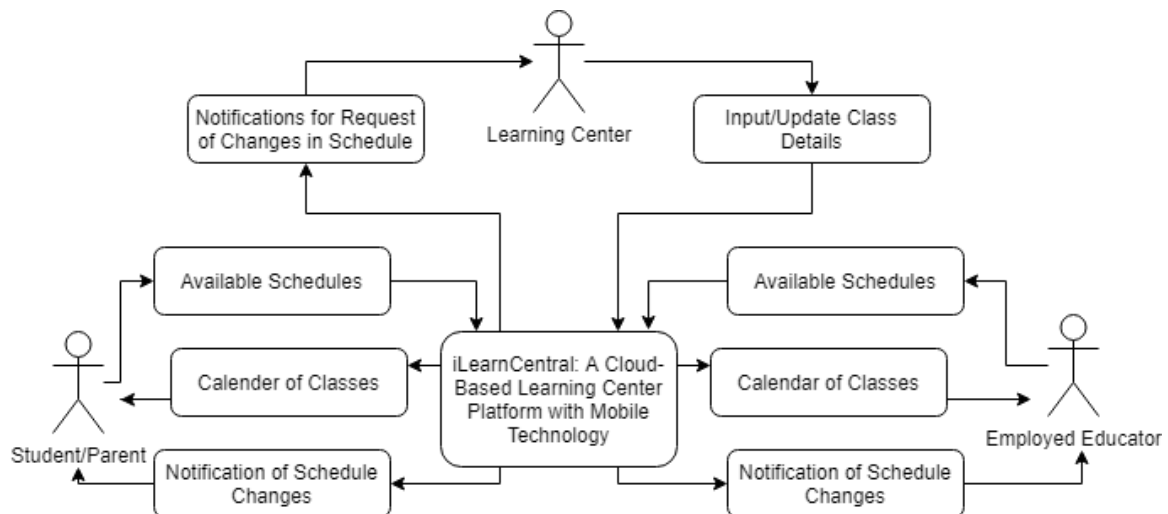 Notifications for Request
of Changes in Schedule
Learning Center
Input/Update Class
Details
Available Schedules
Available Schedules
iLearnCentral: A Cloud-
Based Learning Center
Platform with Mobile
Technology
Calender of Classes
Calendar of Classes
Student/Parent
Employed Educator
Notification of Schedule
Changes
Notification of Schedule
Changes